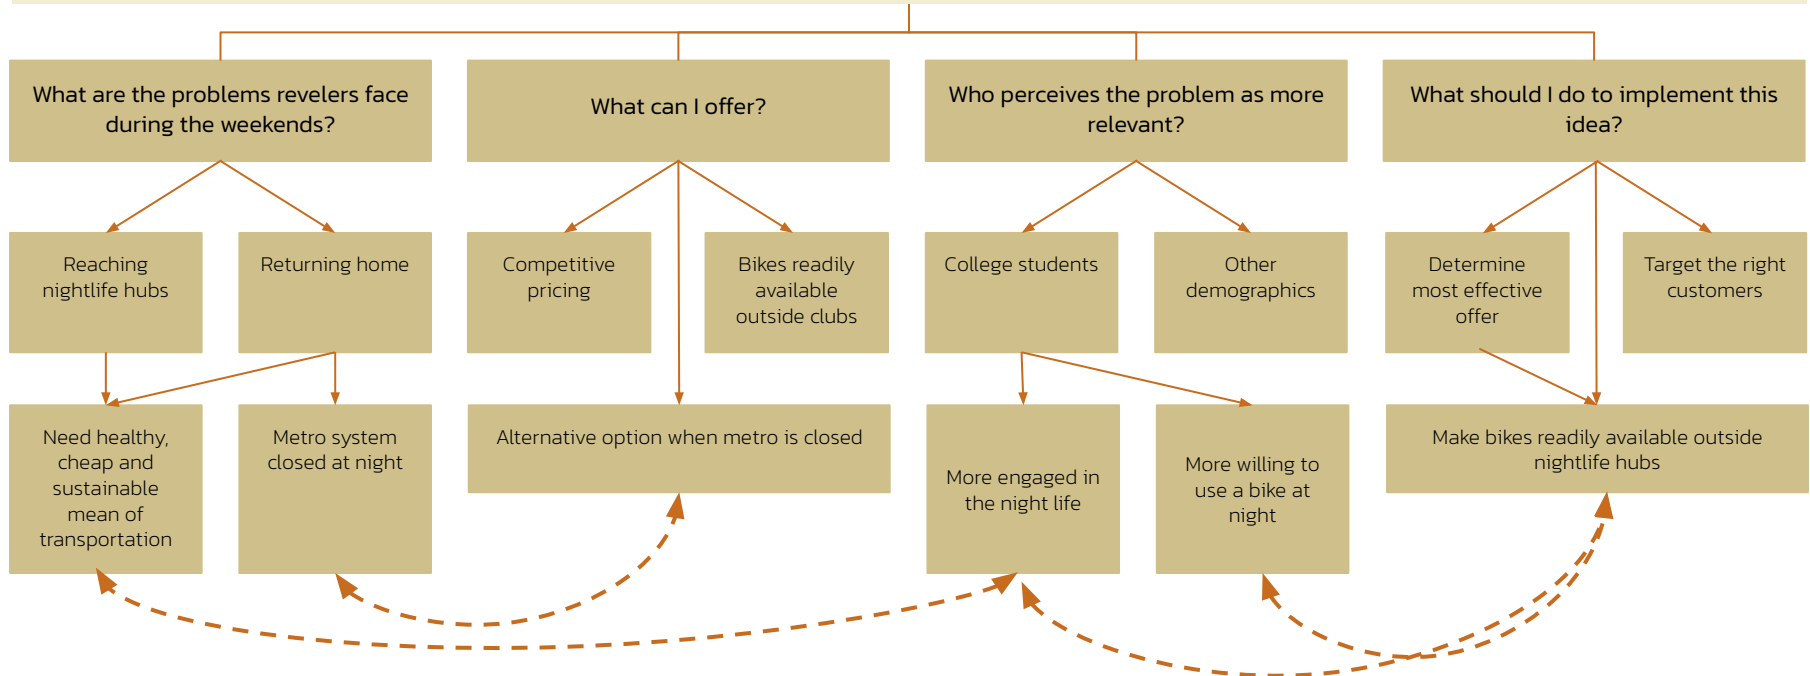 What are the problems revelers face
during the weekends?
What can I offer?
Who perceives the problem as more
relevant?
What should I do to implement this
idea?
Reaching
nightlife hubs
Returning home
Competitive
pricing
Bikes readily
available
outside clubs
College students
Other
demographics
Determine
most effective
offer
Target the right
customers
Need healthy,
cheap and
sustainable
mean of
transportation
Metro system
closed at night
Alternative option when metro is closed
More engaged in
the night life
More willing to
use a bike at
night
Make bikes readily available outside
nightlife hubs